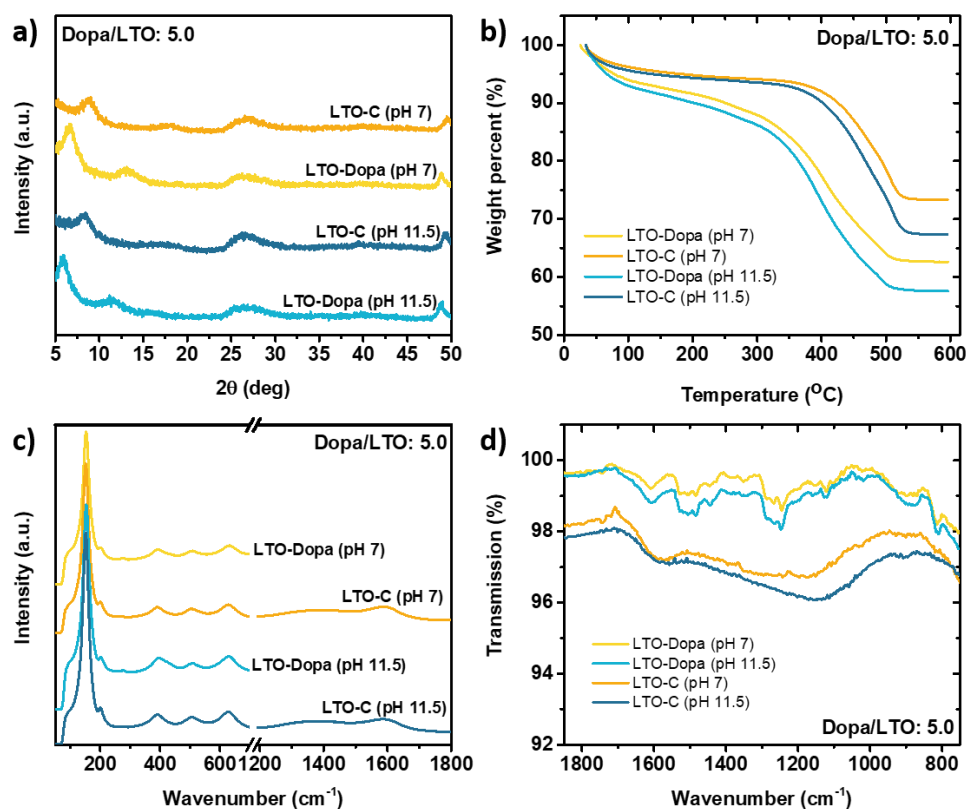 a)
Dopa/LTO: 5.0
LTO-C (pH 7)
LTO-Dopa (pH 7)
LTO-C (pH 11.5)
LTO-Dopa (pH 11.5)
Intensity (a.u.)
5 10 15 20 25 30 35 40 45 50
2θ (deg)
b)
Dopa/LTO: 5.0
100
90
80
70
60
50
Weight percent (%)
LTO-Dopa (pH 7)
LTO-C (pH 7)
LTO-Dopa (pH 11.5)
LTO-C (pH 11.5)
0 100 200 300 400 500 600
Temperature (ºC)
c)
Dopa/LTO: 5.0
LTO-Dopa (pH 7)
LTO-C (pH 7)
LTO-Dopa (pH 11.5)
LTO-C (pH 11.5)
Intensity (a.u.)
200 400 600 1200 1400 1600 1800
Wavenumber (cm⁻¹)
d)
100
98
96
94
92
Transmission (%)
LTO-Dopa (pH 7)
LTO-Dopa (pH 11.5)
LTO-C (pH 7)
LTO-C (pH 11.5)
Dopa/LTO: 5.0
1800 1600 1400 1200 1000 800
Wavenumber (cm⁻¹)